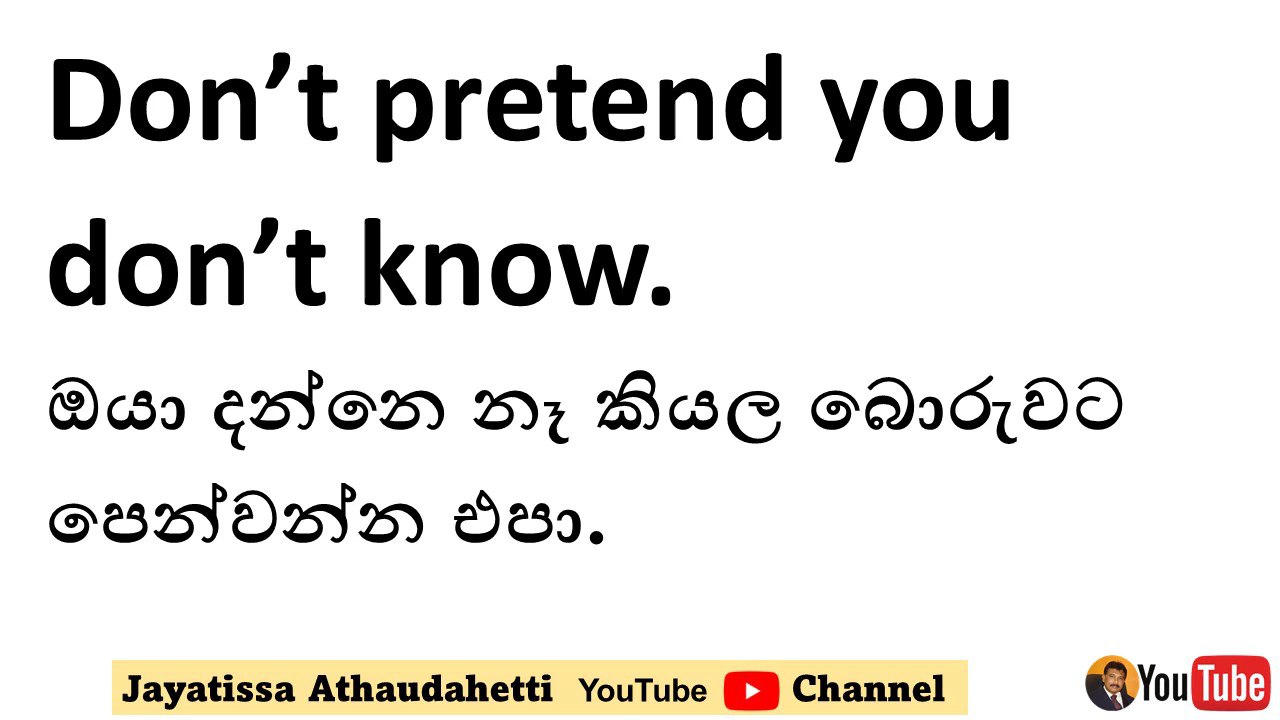 Don’t pretend you
don’t know.
ඔයා දන්නෙ නෑ කියල බොරුවට
පෙන්වන්න එපා.
Jayatissa Athaudahetti YouTube Channel
YouTube